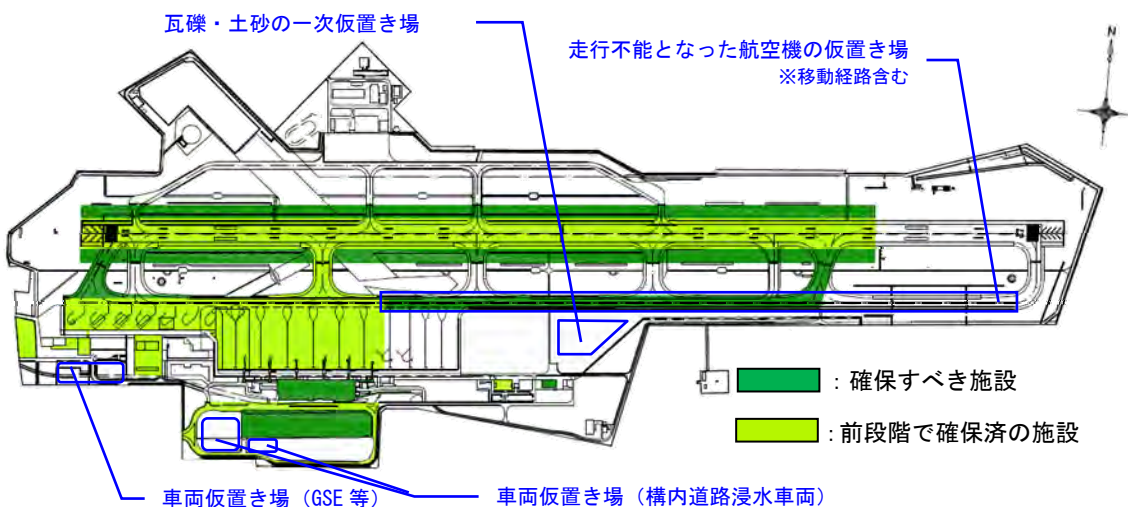 瓦礫・土砂の一次仮置き場
走行不能となった航空機の仮置き場
※移動経路含む
N
：確保すべき施設
：前段階で確保済の施設
車両仮置き場（GSE 等）
車両仮置き場（構内道路浸水車両）